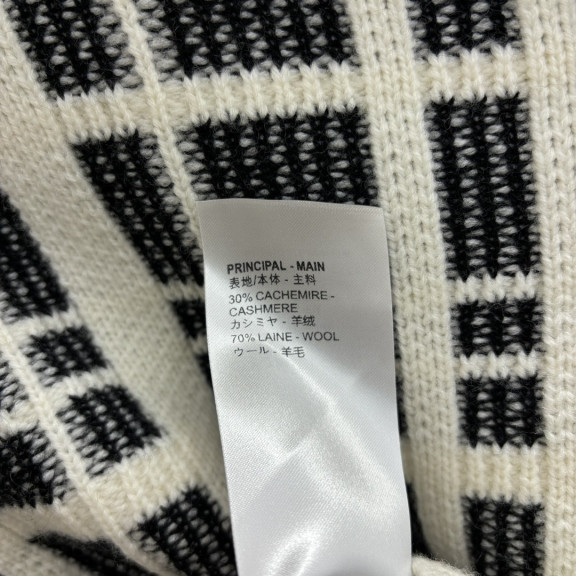 PRINCIPAL - MAIN
表地/本体 - 主料
30% CACHEMIRE -
CASHMERE
カシミヤ - 羊绒
70% LAINE - WOOL
ウール - 羊毛